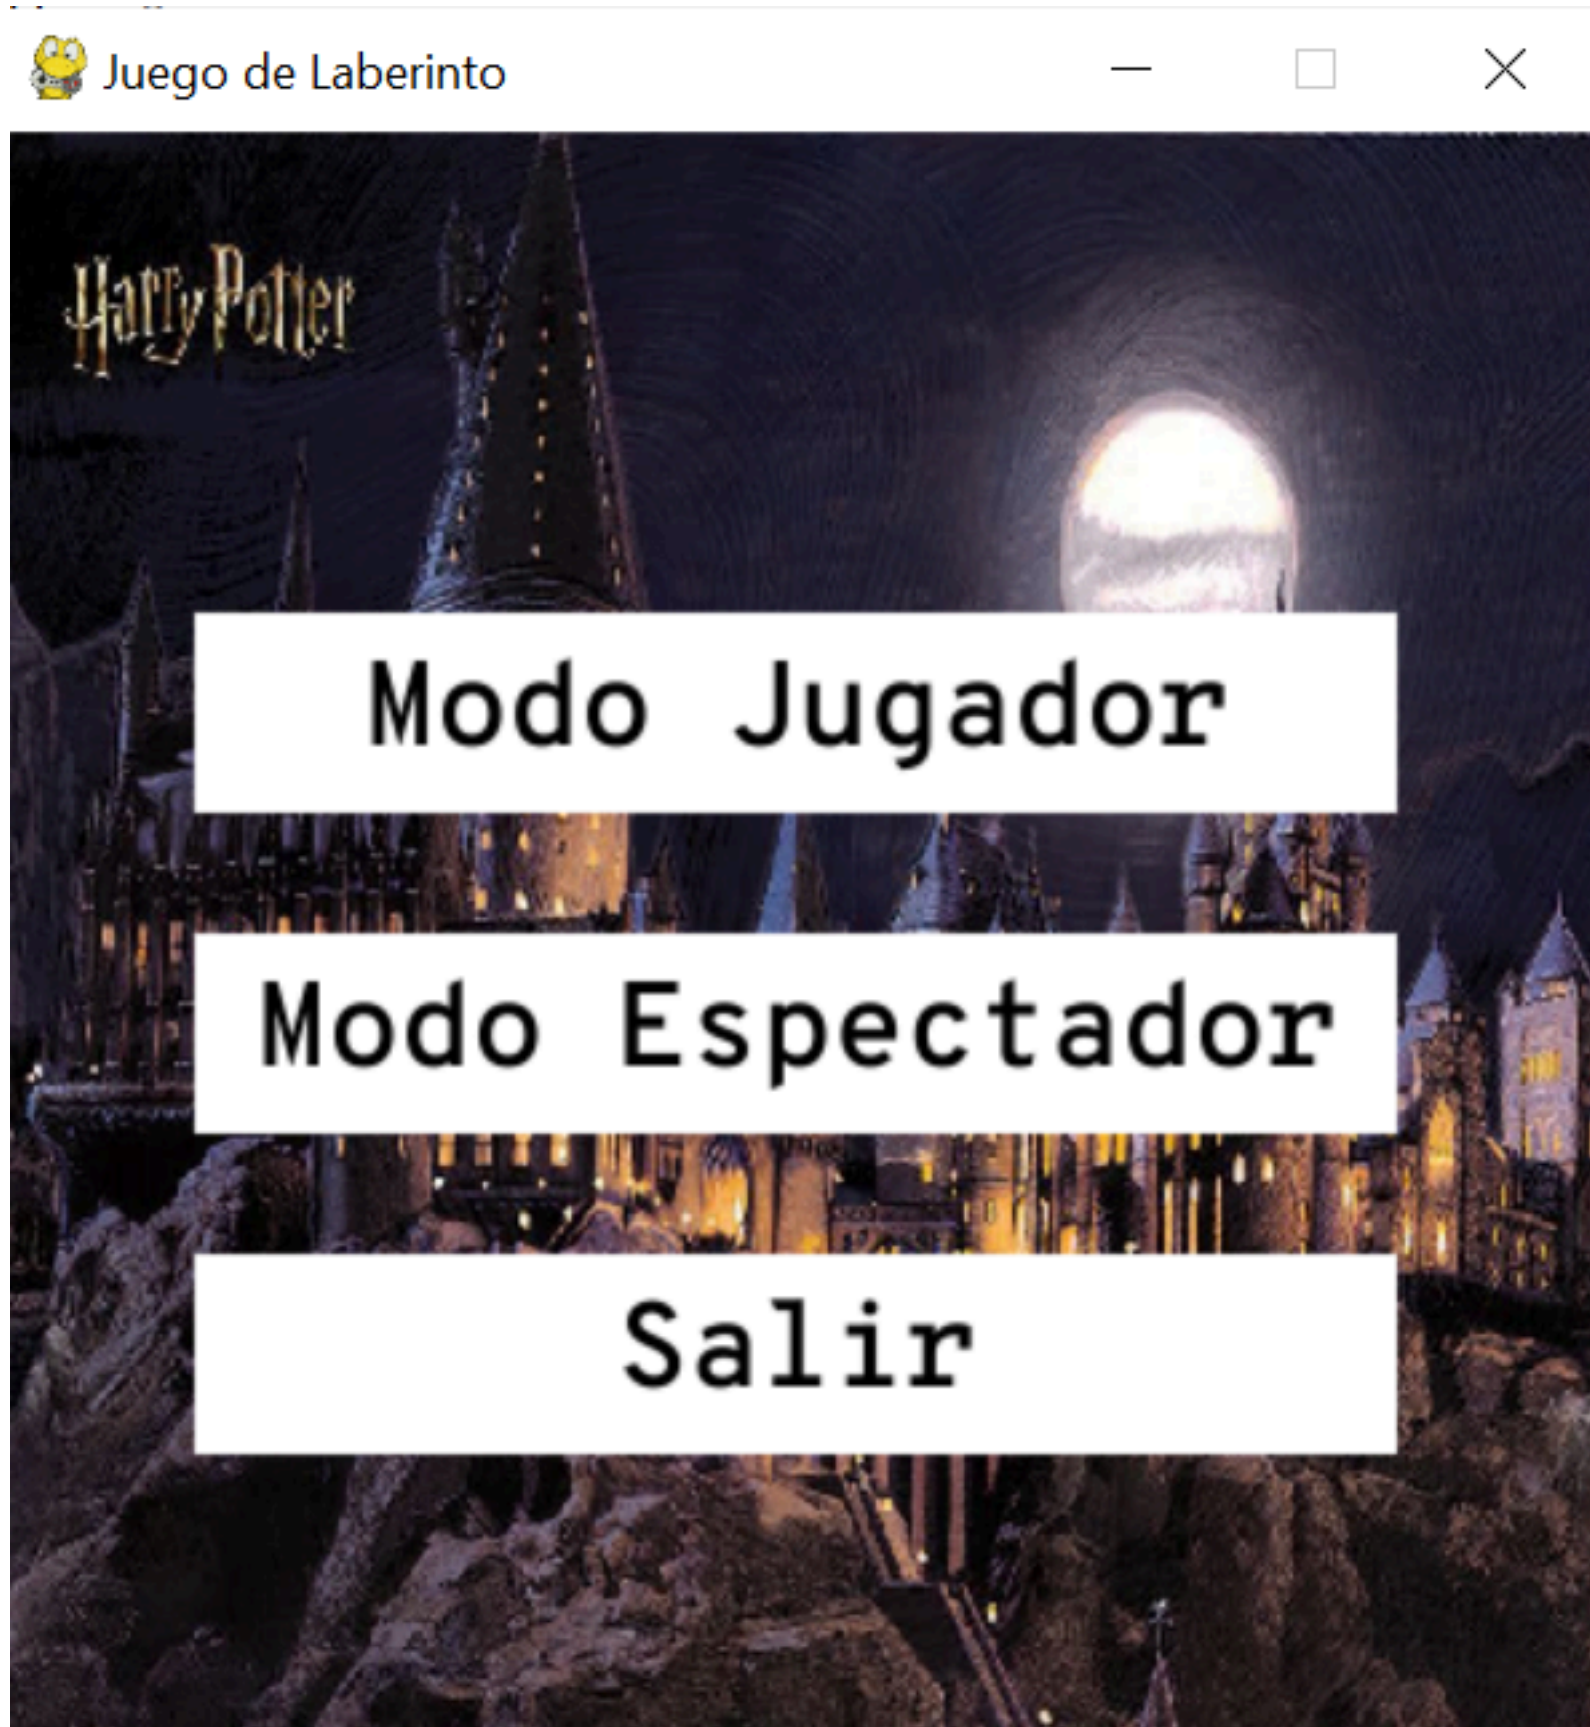 Juego de Laberinto
Harry Potter
Modo Jugador
Modo Espectador
Salir